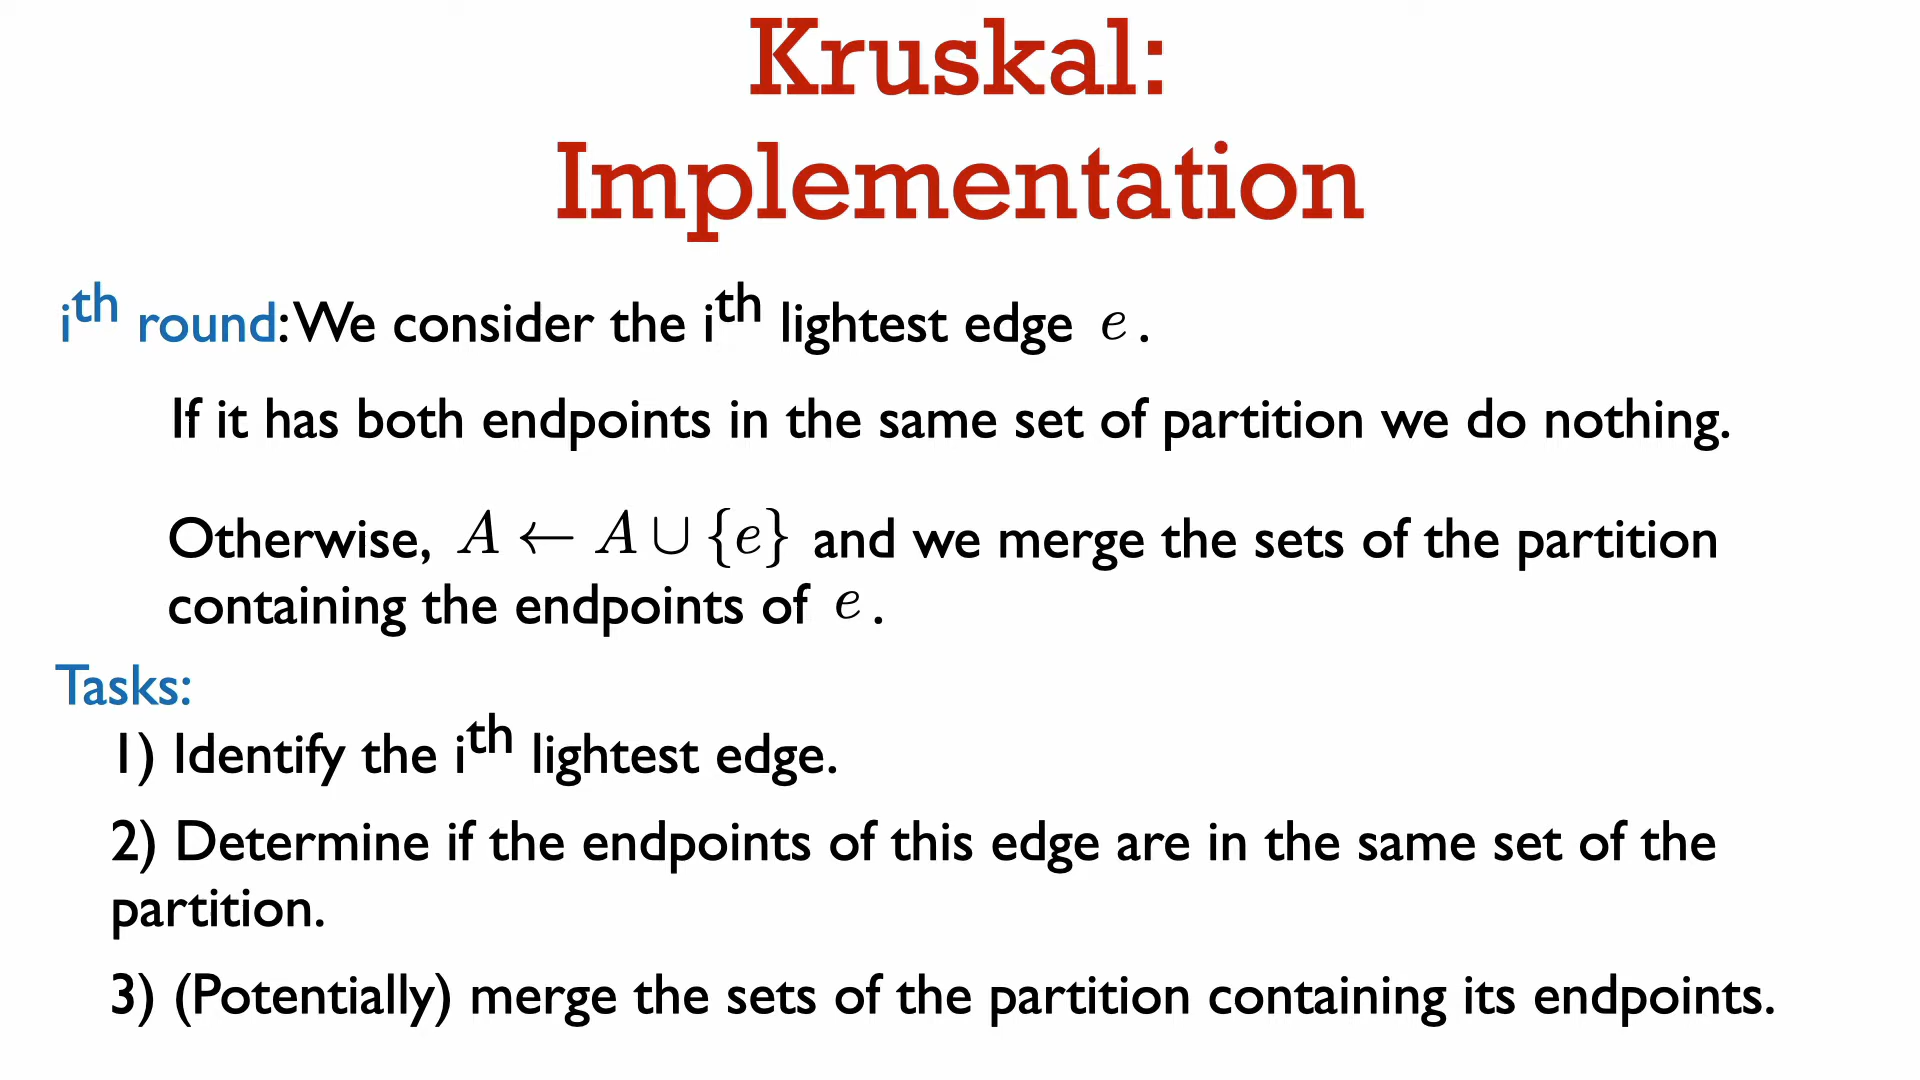 Kruskal:
Implementation
iᵗʰ round: We consider the iᵗʰ lightest edge e.
If it has both endpoints in the same set of partition we do nothing.
Otherwise, A ← A ∪ {e} and we merge the sets of the partition
containing the endpoints of e.
Tasks:
1) Identify the iᵗʰ lightest edge.
2) Determine if the endpoints of this edge are in the same set of the
partition.
3) (Potentially) merge the sets of the partition containing its endpoints.